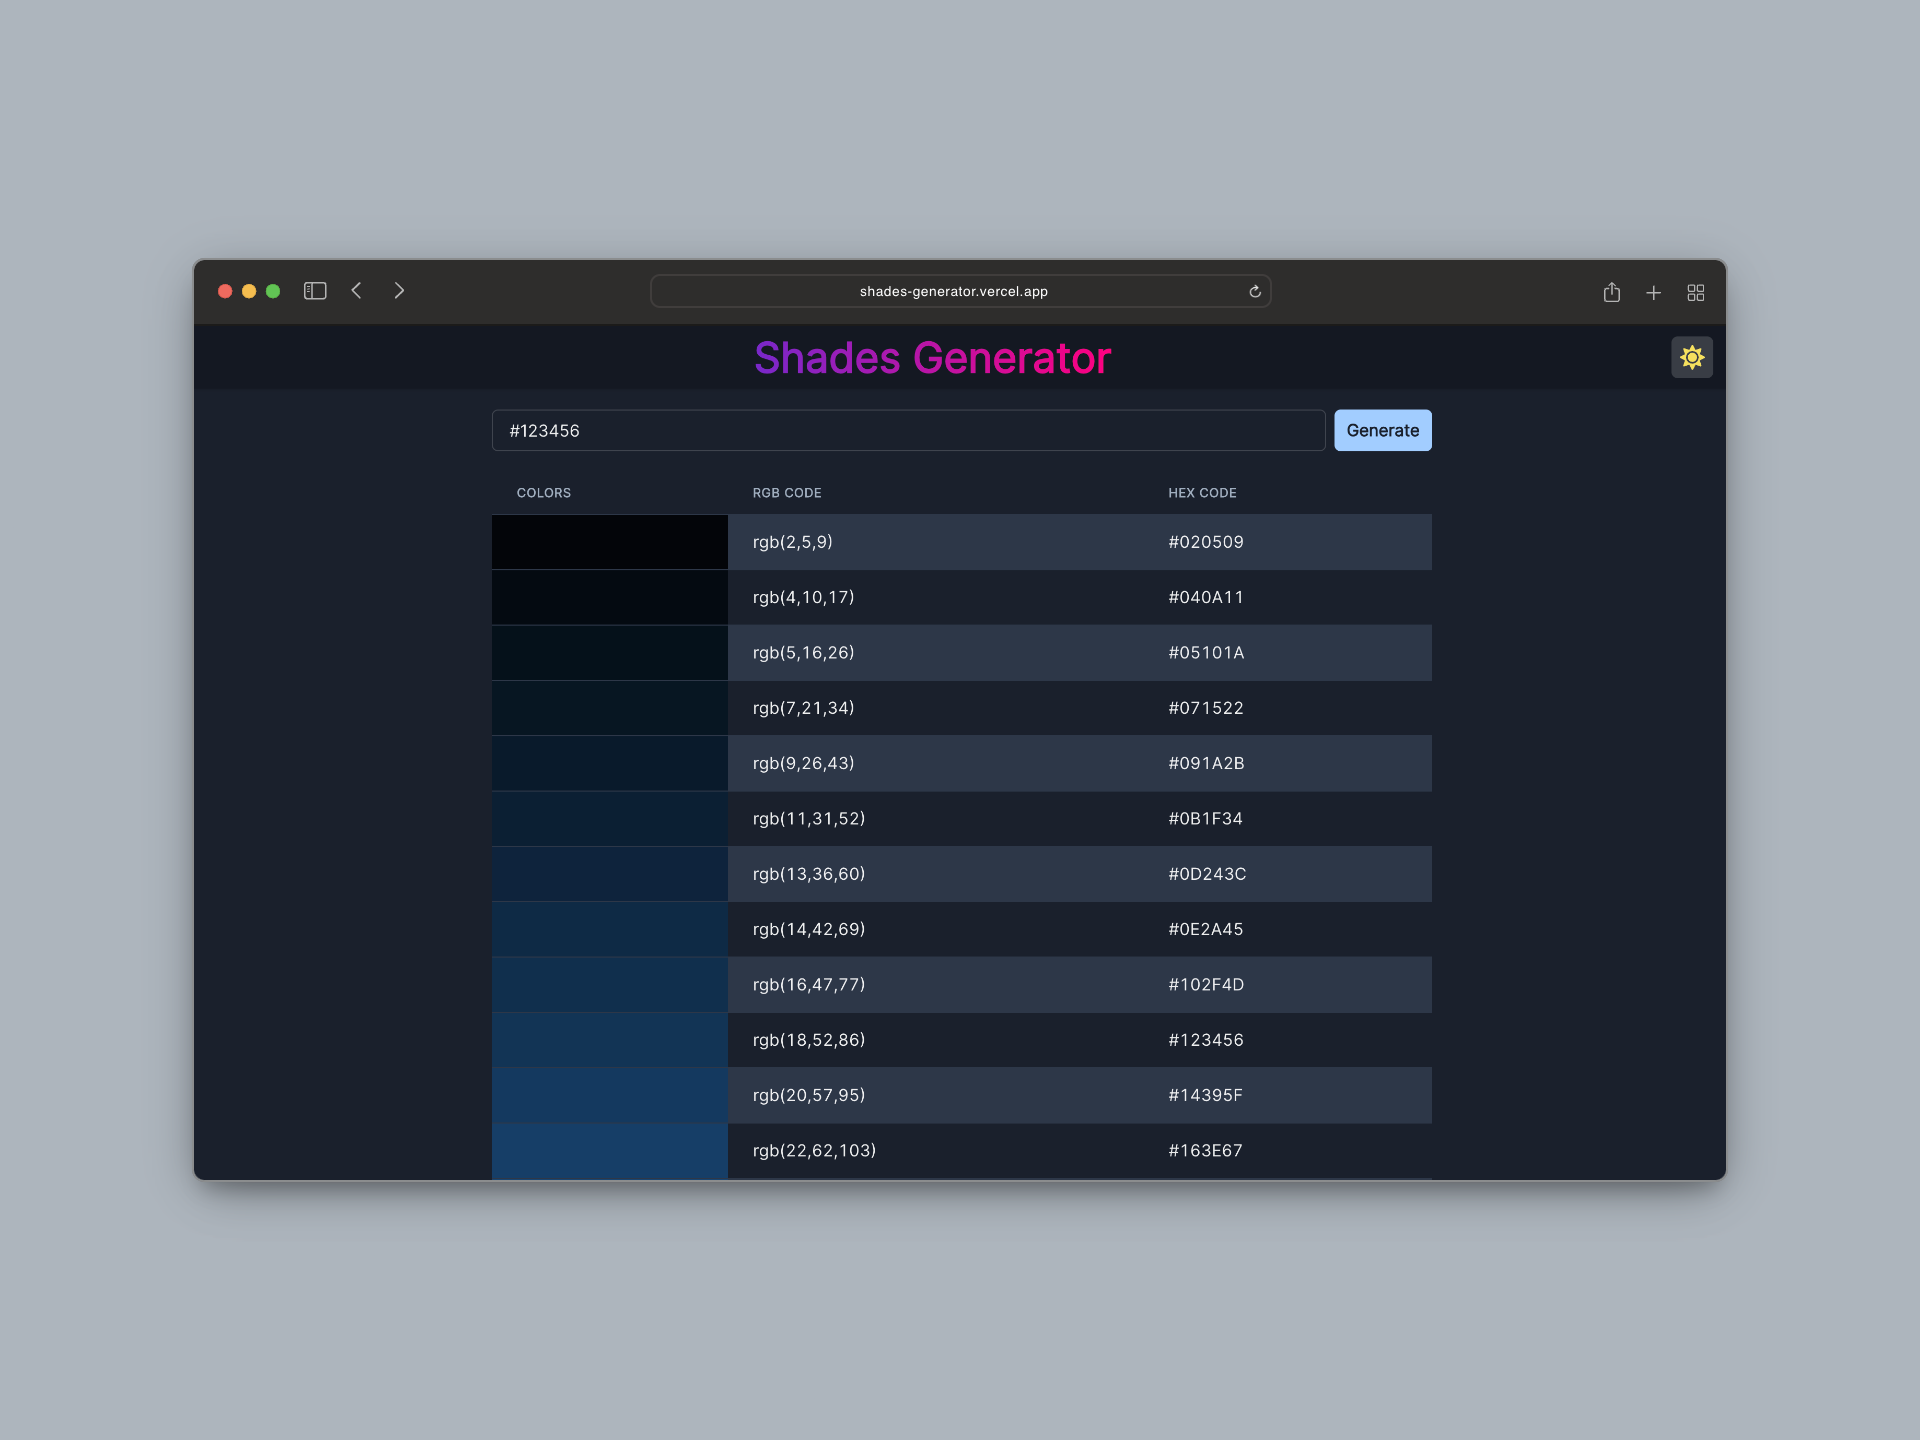 shades-generator.vercel.app
Shades Generator
#123456 Generate
COLORS RGB CODE HEX CODE
rgb(2,5,9) #020509
rgb(4,10,17) #040A11
rgb(5,16,26) #05101A
rgb(7,21,34) #071522
rgb(9,26,43) #091A2B
rgb(11,31,52) #0B1F34
rgb(13,36,60) #0D243C
rgb(14,42,69) #0E2A45
rgb(16,47,77) #102F4D
rgb(18,52,86) #123456
rgb(20,57,95) #14395F
rgb(22,62,103) #163E67